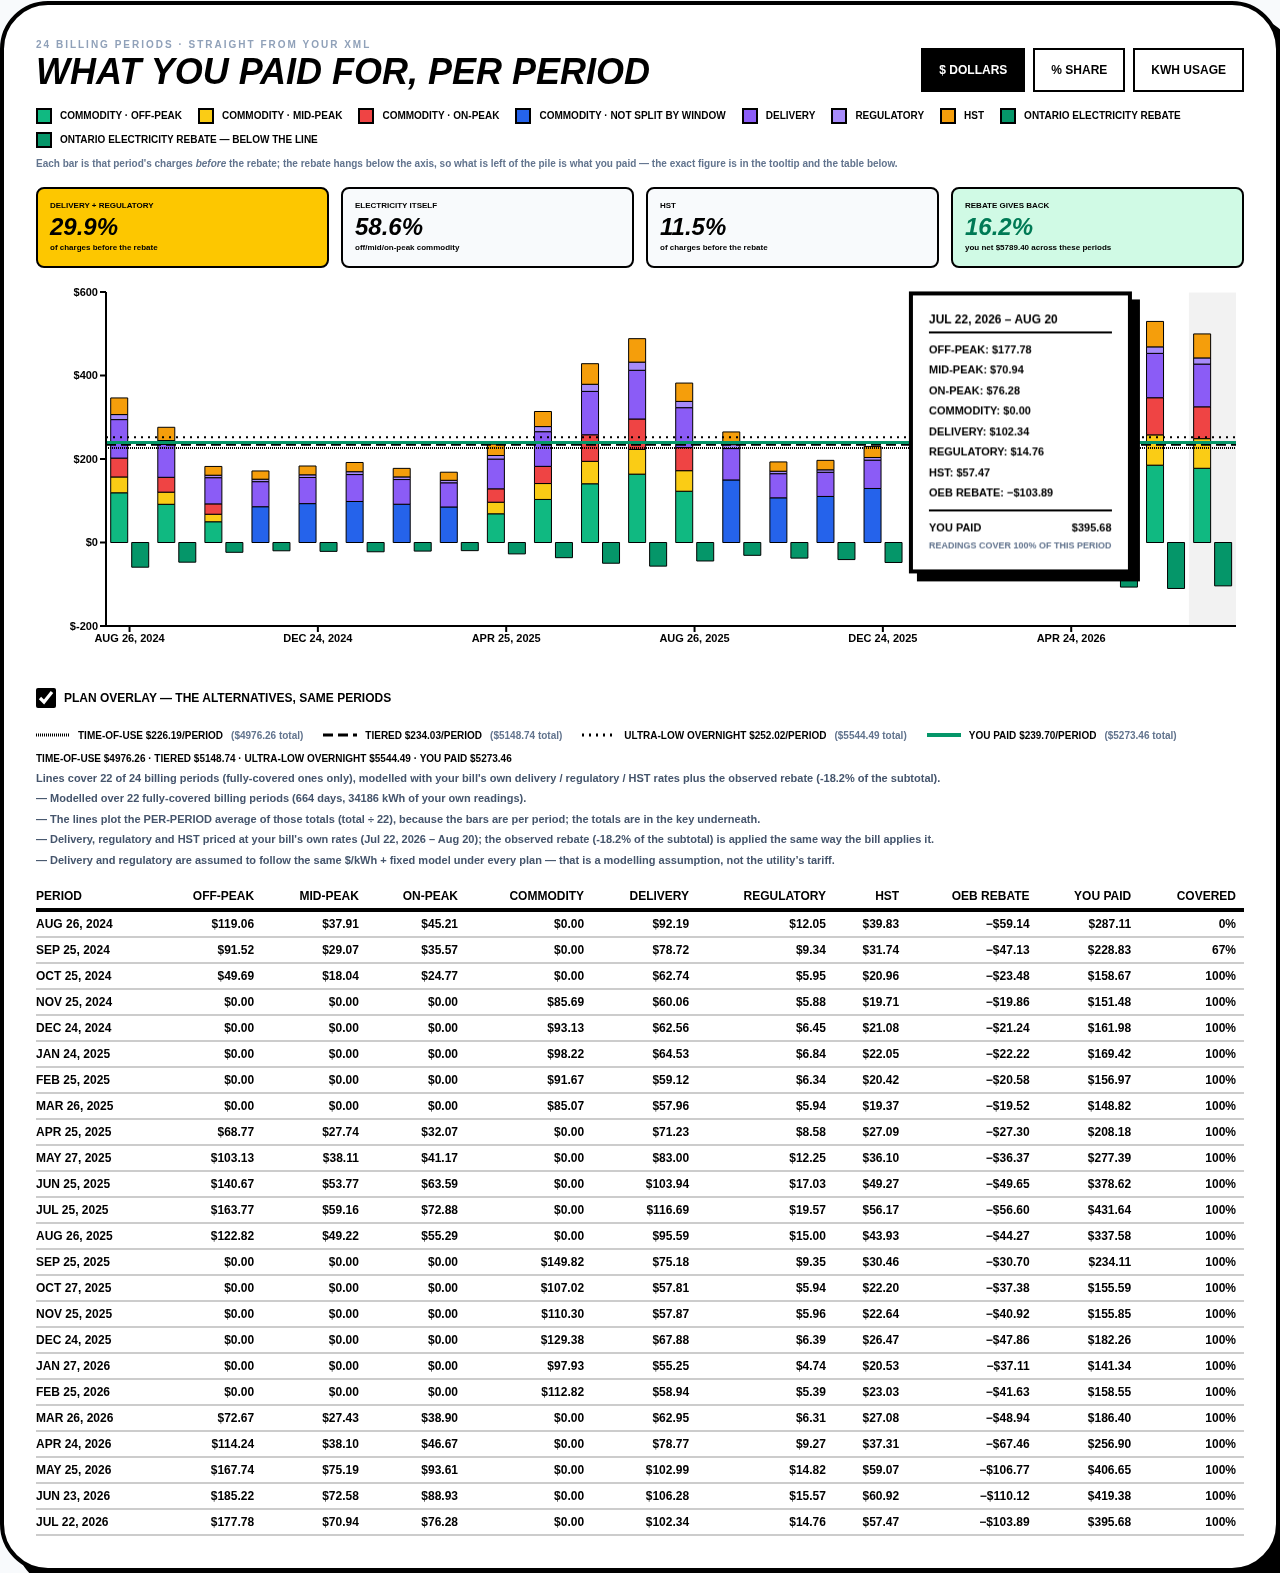 24 BILLING PERIODS · STRAIGHT FROM YOUR XML
WHAT YOU PAID FOR, PER PERIOD
$ DOLLARS
% SHARE
KWH USAGE
COMMODITY · OFF-PEAK COMMODITY · MID-PEAK COMMODITY · ON-PEAK COMMODITY · NOT SPLIT BY WINDOW DELIVERY REGULATORY HST ONTARIO ELECTRICITY REBATE
ONTARIO ELECTRICITY REBATE — BELOW THE LINE
Each bar is that period's charges before the rebate; the rebate hangs below the axis, so what is left of the pile is what you paid — the exact figure is in the tooltip and the table below.
DELIVERY + REGULATORY
29.9%
of charges before the rebate
ELECTRICITY ITSELF
58.6%
off/mid/on-peak commodity
HST
11.5%
of charges before the rebate
REBATE GIVES BACK
16.2%
you net $5789.40 across these periods
$600
$400
$200
$0
$-200
AUG 26, 2024 DEC 24, 2024 APR 25, 2025 AUG 26, 2025 DEC 24, 2025 APR 24, 2026
JUL 22, 2026 – AUG 20
OFF-PEAK: $177.78
MID-PEAK: $70.94
ON-PEAK: $76.28
COMMODITY: $0.00
DELIVERY: $102.34
REGULATORY: $14.76
HST: $57.47
OEB REBATE: −$103.89
YOU PAID $395.68
READINGS COVER 100% OF THIS PERIOD
PLAN OVERLAY — THE ALTERNATIVES, SAME PERIODS
TIME-OF-USE $226.19/PERIOD ($4976.26 total) TIERED $234.03/PERIOD ($5148.74 total) ULTRA-LOW OVERNIGHT $252.02/PERIOD ($5544.49 total) YOU PAID $239.70/PERIOD ($5273.46 total)
TIME-OF-USE $4976.26 · TIERED $5148.74 · ULTRA-LOW OVERNIGHT $5544.49 · YOU PAID $5273.46
Lines cover 22 of 24 billing periods (fully-covered ones only), modelled with your bill's own delivery / regulatory / HST rates plus the observed rebate (-18.2% of the subtotal).
— Modelled over 22 fully-covered billing periods (664 days, 34186 kWh of your own readings).
— The lines plot the PER-PERIOD average of those totals (total ÷ 22), because the bars are per period; the totals are in the key underneath.
— Delivery, regulatory and HST priced at your bill's own rates (Jul 22, 2026 – Aug 20); the observed rebate (-18.2% of the subtotal) is applied the same way the bill applies it.
— Delivery and regulatory are assumed to follow the same $/kWh + fixed model under every plan — that is a modelling assumption, not the utility's tariff.
PERIOD OFF-PEAK MID-PEAK ON-PEAK COMMODITY DELIVERY REGULATORY HST OEB REBATE YOU PAID COVERED
AUG 26, 2024 $119.06 $37.91 $45.21 $0.00 $92.19 $12.05 $39.83 −$59.14 $287.11 0%
SEP 25, 2024 $91.52 $29.07 $35.57 $0.00 $78.72 $9.34 $31.74 −$47.13 $228.83 67%
OCT 25, 2024 $49.69 $18.04 $24.77 $0.00 $62.74 $5.95 $20.96 −$23.48 $158.67 100%
NOV 25, 2024 $0.00 $0.00 $0.00 $85.69 $60.06 $5.88 $19.71 −$19.86 $151.48 100%
DEC 24, 2024 $0.00 $0.00 $0.00 $93.13 $62.56 $6.45 $21.08 −$21.24 $161.98 100%
JAN 24, 2025 $0.00 $0.00 $0.00 $98.22 $64.53 $6.84 $22.05 −$22.22 $169.42 100%
FEB 25, 2025 $0.00 $0.00 $0.00 $91.67 $59.12 $6.34 $20.42 −$20.58 $156.97 100%
MAR 26, 2025 $0.00 $0.00 $0.00 $85.07 $57.96 $5.94 $19.37 −$19.52 $148.82 100%
APR 25, 2025 $68.77 $27.74 $32.07 $0.00 $71.23 $8.58 $27.09 −$27.30 $208.18 100%
MAY 27, 2025 $103.13 $38.11 $41.17 $0.00 $83.00 $12.25 $36.10 −$36.37 $277.39 100%
JUN 25, 2025 $140.67 $53.77 $63.59 $0.00 $103.94 $17.03 $49.27 −$49.65 $378.62 100%
JUL 25, 2025 $163.77 $59.16 $72.88 $0.00 $116.69 $19.57 $56.17 −$56.60 $431.64 100%
AUG 26, 2025 $122.82 $49.22 $55.29 $0.00 $95.59 $15.00 $43.93 −$44.27 $337.58 100%
SEP 25, 2025 $0.00 $0.00 $0.00 $149.82 $75.18 $9.35 $30.46 −$30.70 $234.11 100%
OCT 27, 2025 $0.00 $0.00 $0.00 $107.02 $57.81 $5.94 $22.20 −$37.38 $155.59 100%
NOV 25, 2025 $0.00 $0.00 $0.00 $110.30 $57.87 $5.96 $22.64 −$40.92 $155.85 100%
DEC 24, 2025 $0.00 $0.00 $0.00 $129.38 $67.88 $6.39 $26.47 −$47.86 $182.26 100%
JAN 27, 2026 $0.00 $0.00 $0.00 $97.93 $55.25 $4.74 $20.53 −$37.11 $141.34 100%
FEB 25, 2026 $0.00 $0.00 $0.00 $112.82 $58.94 $5.39 $23.03 −$41.63 $158.55 100%
MAR 26, 2026 $72.67 $27.43 $38.90 $0.00 $62.95 $6.31 $27.08 −$48.94 $186.40 100%
APR 24, 2026 $114.24 $38.10 $46.67 $0.00 $78.77 $9.27 $37.31 −$67.46 $256.90 100%
MAY 25, 2026 $167.74 $75.19 $93.61 $0.00 $102.99 $14.82 $59.07 −$106.77 $406.65 100%
JUN 23, 2026 $185.22 $72.58 $88.93 $0.00 $106.28 $15.57 $60.92 −$110.12 $419.38 100%
JUL 22, 2026 $177.78 $70.94 $76.28 $0.00 $102.34 $14.76 $57.47 −$103.89 $395.68 100%